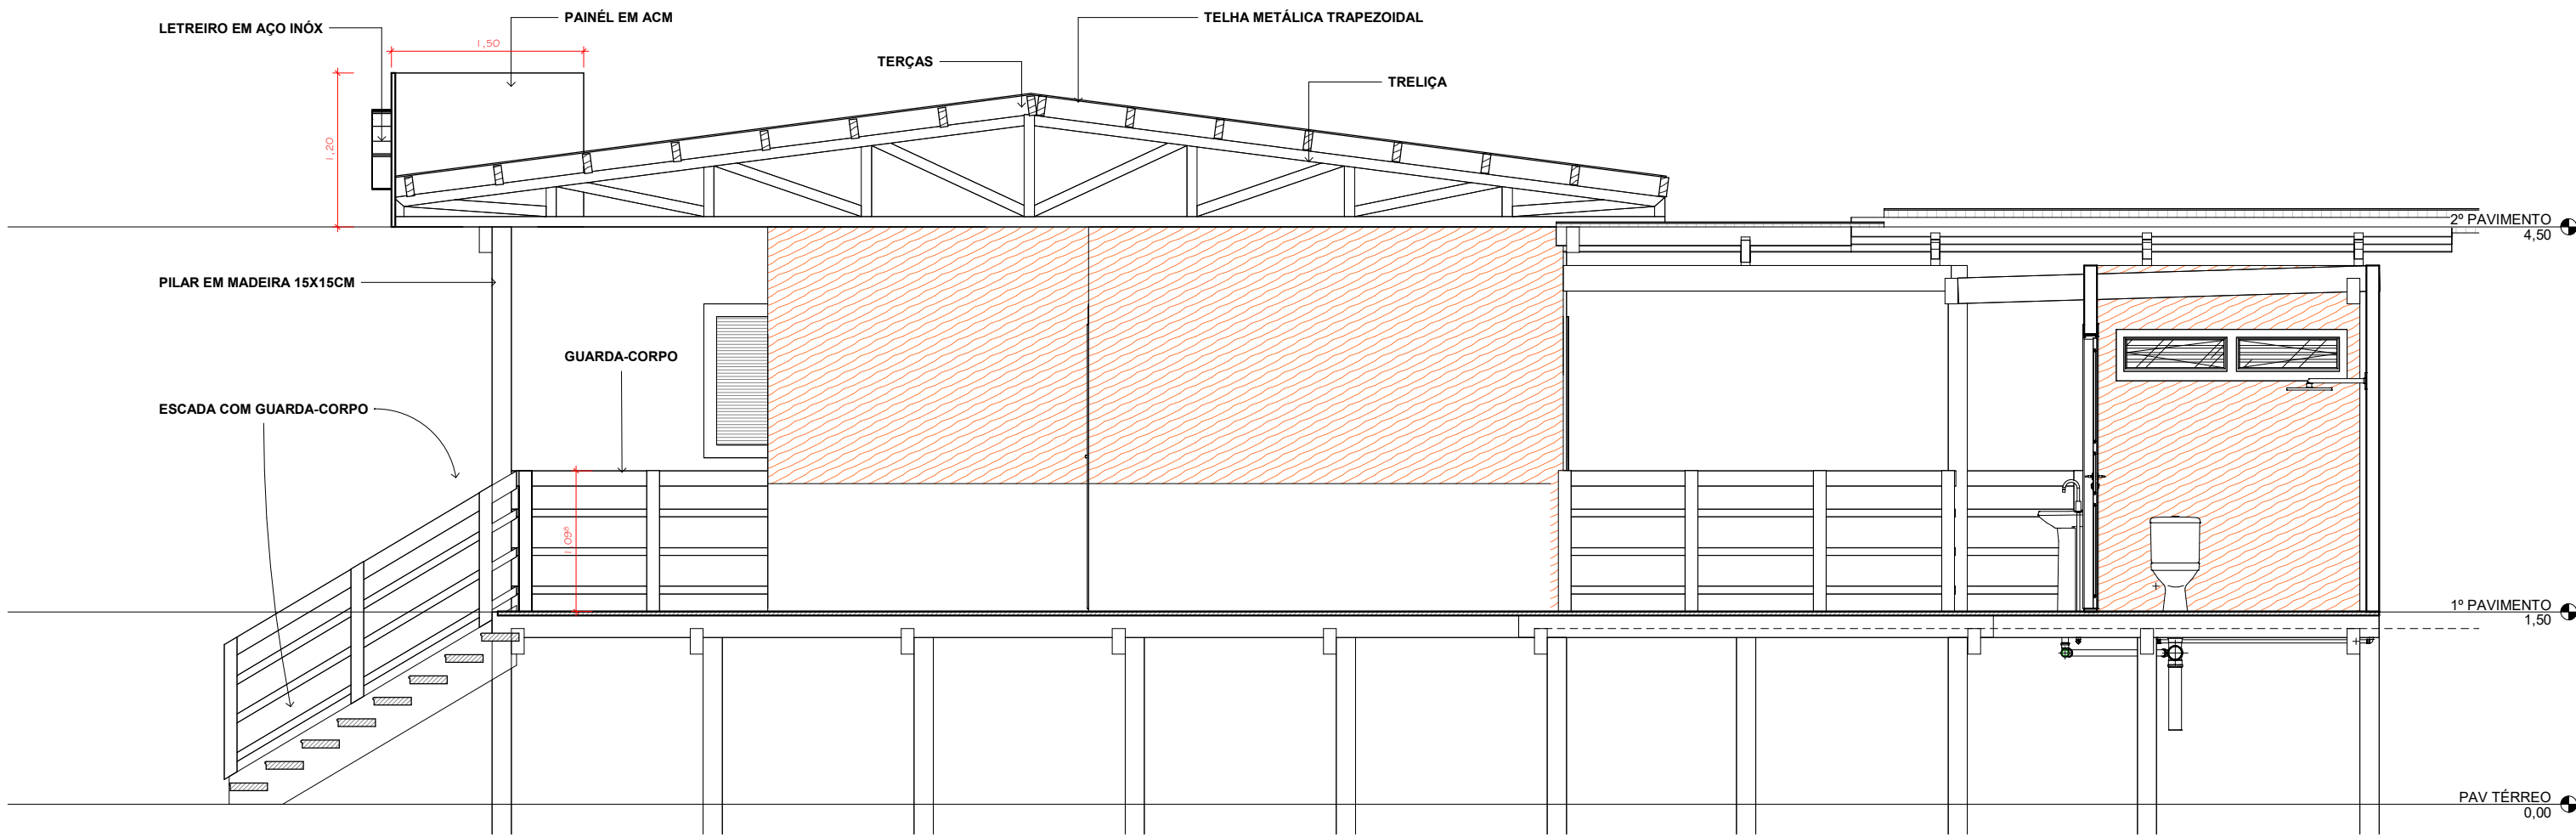 PAINÉL EM ACM
TELHA METÁLICA TRAPEZOIDAL
LETREIRO EM AÇO INÓX
1,50
TERÇAS
TRELIÇA
1,20
2º PAVIMENTO
4,50
PILAR EM MADEIRA 15X15CM
GUARDA-CORPO
ESCADA COM GUARDA-CORPO
1,09⁵
1º PAVIMENTO
1,50
PAV TÉRREO
0,00